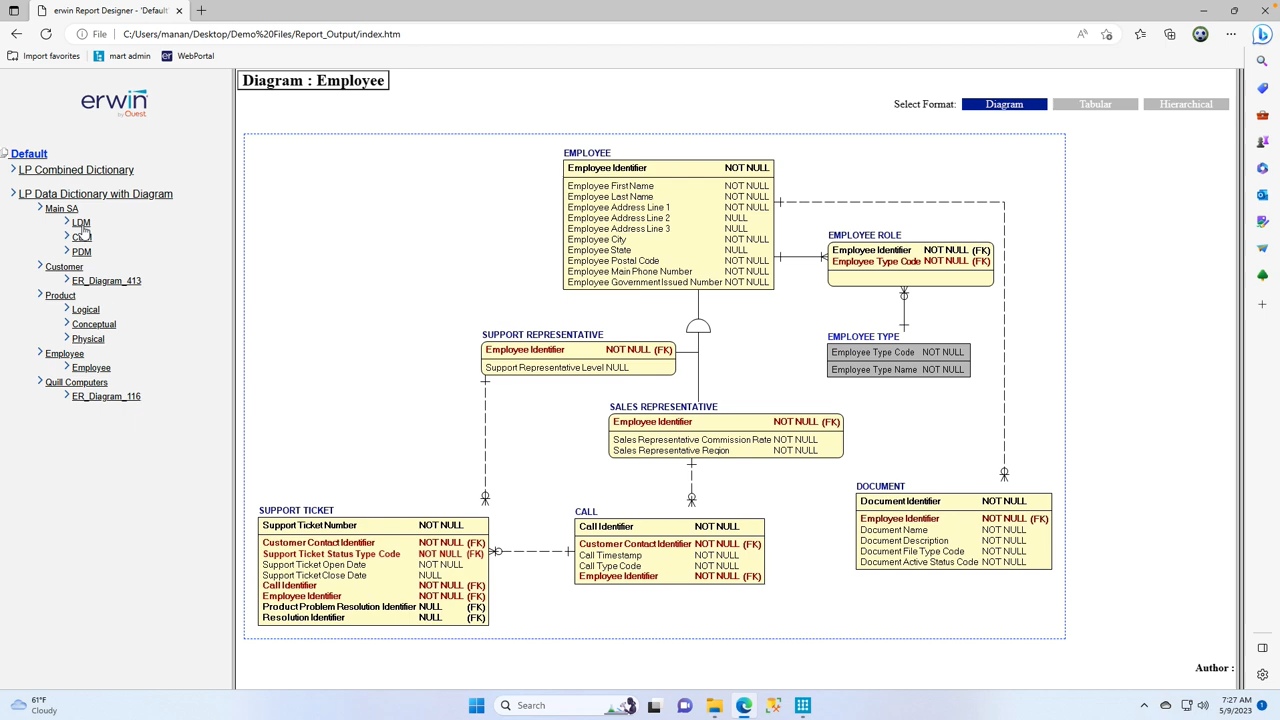 erwin Report Designer - 'Default'
File
C:/Users/manan/Desktop/Demo%20Files/Report_Output/index.html
Import favorites
mart admin
WebPortal
erwin
by Quest
Default
LP Combined Dictionary
LP Data Dictionary with Diagram
Main SA
LDM
PDM
Customer
ER_Diagram_413
Product
Logical
Conceptual
Physical
Employee
Employee
Quill Computers
ER_Diagram_116
Diagram : Employee
Select Format: Diagram Tabular Hierarchical
EMPLOYEE
Employee Identifier NOT NULL
Employee First Name NOT NULL
Employee Last Name NOT NULL
Employee Address Line 1 NOT NULL
Employee Address Line 2 NULL
Employee Address Line 3 NULL
Employee City NOT NULL
Employee State NULL
Employee Postal Code NOT NULL
Employee Main Phone Number NOT NULL
Employee Government Issued Number NOT NULL
EMPLOYEE ROLE
Employee Identifier NOT NULL (FK)
Employee Type Code NOT NULL (FK)
SUPPORT REPRESENTATIVE
Employee Identifier NOT NULL (FK)
Support Representative Level NULL
EMPLOYEE TYPE
Employee Type Code NOT NULL
Employee Type Name NOT NULL
SALES REPRESENTATIVE
Employee Identifier NOT NULL (FK)
Sales Representative Commission Rate NOT NULL
Sales Representative Region NOT NULL
DOCUMENT
Document Identifier NOT NULL
Employee Identifier NOT NULL (FK)
Document Name NOT NULL
Document Description NOT NULL
Document File Type Code NOT NULL
Document Active Status Code NOT NULL
SUPPORT TICKET
Support Ticket Number NOT NULL
Customer Contact Identifier NOT NULL (FK)
Support Ticket Status Type Code NOT NULL (FK)
Support Ticket Open Date NOT NULL
Support Ticket Close Date NULL
Call Identifier NOT NULL (FK)
Employee Identifier NOT NULL (FK)
Product Problem Resolution Identifier NULL (FK)
Resolution Identifier NULL (FK)
CALL
Call Identifier NOT NULL
Customer Contact Identifier NOT NULL (FK)
Call Timestamp NOT NULL
Call Type Code NOT NULL
Employee Identifier NOT NULL (FK)
Author :
61°F
Cloudy
Search
7:27 AM
5/9/2023